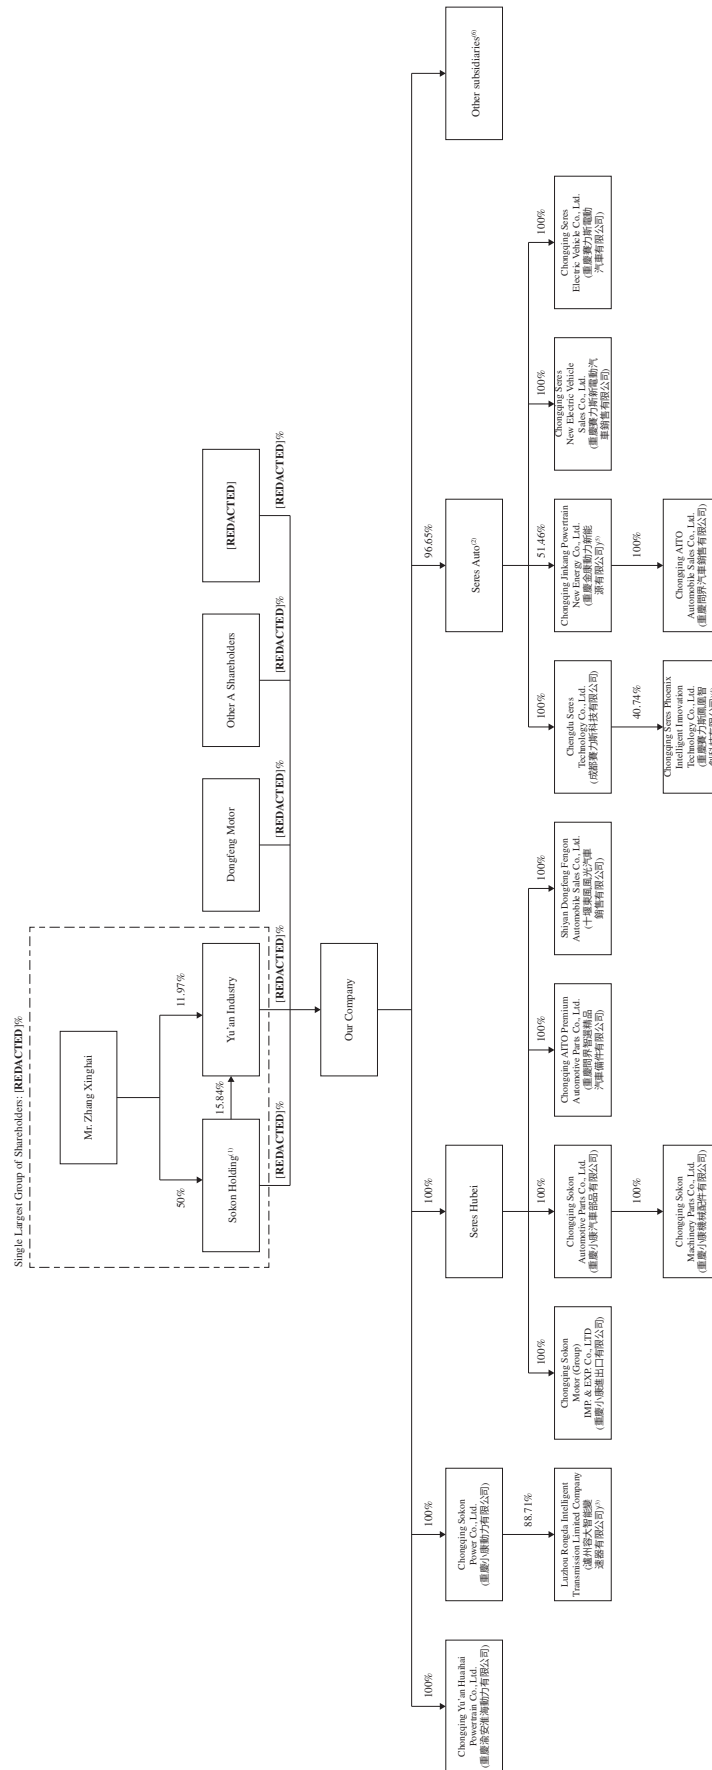 Single Largest Group of Shareholders: [REDACTED]%
Mr. Zhang Xinghai
50%
11.97%
Sokon Holding(1)
15.84%
Yu'an Industry
Dongfeng Motor
Other A Shareholders
[REDACTED]
[REDACTED]%
[REDACTED]%
[REDACTED]%
[REDACTED]%
[REDACTED]%
Our Company
100%
100%
100%
96.65%
Chongqing Yu'an Huaihai
Powertrain Co., Ltd.
(重慶渝安淮海動力有限公司)
Chongqing Sokon
Power Co., Ltd.
(重慶小康動力有限公司)
Seres Hubei
Seres Auto(2)
Other subsidiaries(6)
88.71%
100%
100%
100%
100%
100%
51.46%
100%
100%
Luzhou Rongda Intelligent
Transmission Limited Company
(瀘州容大智能變
速器有限公司)(3)
Chongqing Sokon
Motor (Group)
IMP. & EXP. Co., LTD
(重慶小康進出口有限公司)
Chongqing Sokon
Automotive Parts Co., Ltd.
(重慶小康汽車部品有限公司)
Chongqing AITO Premium
Automotive Parts Co., Ltd.
(重慶問界智選精品
汽車備件有限公司)
Shiyan Dongfeng Fengon
Automobile Sales Co., Ltd.
(十堰東風風光汽車
銷售有限公司)
Chengdu Seres
Technology Co., Ltd.
(成都賽力斯科技有限公司)
Chongqing Jinkang Powertrain
New Energy Co., Ltd.
(重慶金康動力新能
源有限公司)
Chongqing Seres
New Electric Vehicle
Sales Co., Ltd.
(重慶賽力斯新電動汽
車銷售有限公司)
Chongqing Seres
Electric Vehicle Co., Ltd.
(重慶賽力斯電動
汽車有限公司)
100%
40.74%
100%
Chongqing Sokon
Machinery Parts Co., Ltd.
(重慶小康機械配件有限公司)
Chongqing Seres Phoenix
Intelligent Innovation
Technology Co., Ltd.
(重慶賽力斯鳳凰智
Chongqing AITO
Automobile Sales Co., Ltd.
(重慶問界汽車銷售有限公司)